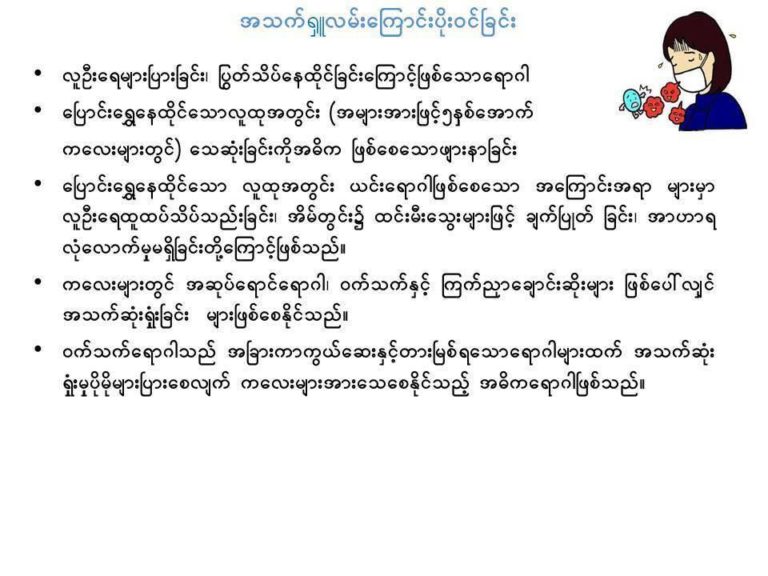 အသက်ရှူလမ်းကြောင်းပိုးဝင်ခြင်း
• လူဦးရေများပြားခြင်း၊ ပြွတ်သိပ်နေထိုင်ခြင်းကြောင့်ဖြစ်သောရောဂါ
• ပြောင်းရွှေ့နေထိုင်သောလူထုအတွင်း (အများအားဖြင့်၅နှစ်အောက်
ကလေးများတွင်) သေဆုံးခြင်းကိုအဓိက ဖြစ်စေသောဖျားနာခြင်း
• ပြောင်းရွှေ့နေထိုင်သော လူထုအတွင်း ယင်းရောဂါဖြစ်စေသော အကြောင်းအရာ များမှာ
လူဦးရေထူထပ်သိပ်သည်းခြင်း၊ အိမ်တွင်း၌ ထင်းမီးသွေးများဖြင့် ချက်ပြုတ် ခြင်း၊ အာဟာရ
လုံလောက်မှုမရှိခြင်းတို့ကြောင့်ဖြစ်သည်။
• ကလေးများတွင် အဆုပ်ရောင်ရောဂါ၊ ဝက်သက်နှင့် ကြက်ညှာချောင်းဆိုးများ ဖြစ်ပေါ်လျှင်
အသက်ဆုံးရှုံးခြင်း များဖြစ်စေနိုင်သည်။
• ဝက်သက်ရောဂါသည် အခြားကာကွယ်ဆေးနှင့်တားမြစ်ရသောရောဂါများထက် အသက်ဆုံး
ရှုံးမှုပိုမိုများပြားစေလျက် ကလေးများအားသေစေနိုင်သည့် အဓိကရောဂါဖြစ်သည်။